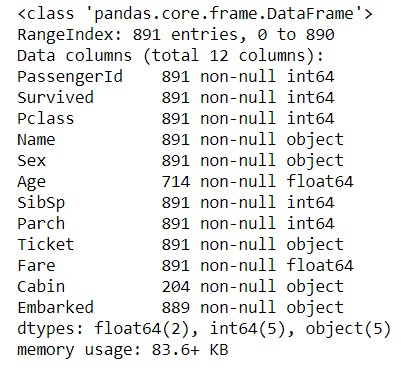 <class 'pandas.core.frame.DataFrame'>
RangeIndex: 891 entries, 0 to 890
Data columns (total 12 columns):
PassengerId    891 non-null int64
Survived       891 non-null int64
Pclass         891 non-null int64
Name           891 non-null object
Sex            891 non-null object
Age            714 non-null float64
SibSp          891 non-null int64
Parch          891 non-null int64
Ticket         891 non-null object
Fare           891 non-null float64
Cabin          204 non-null object
Embarked       889 non-null object
dtypes: float64(2), int64(5), object(5)
memory usage: 83.6+ KB